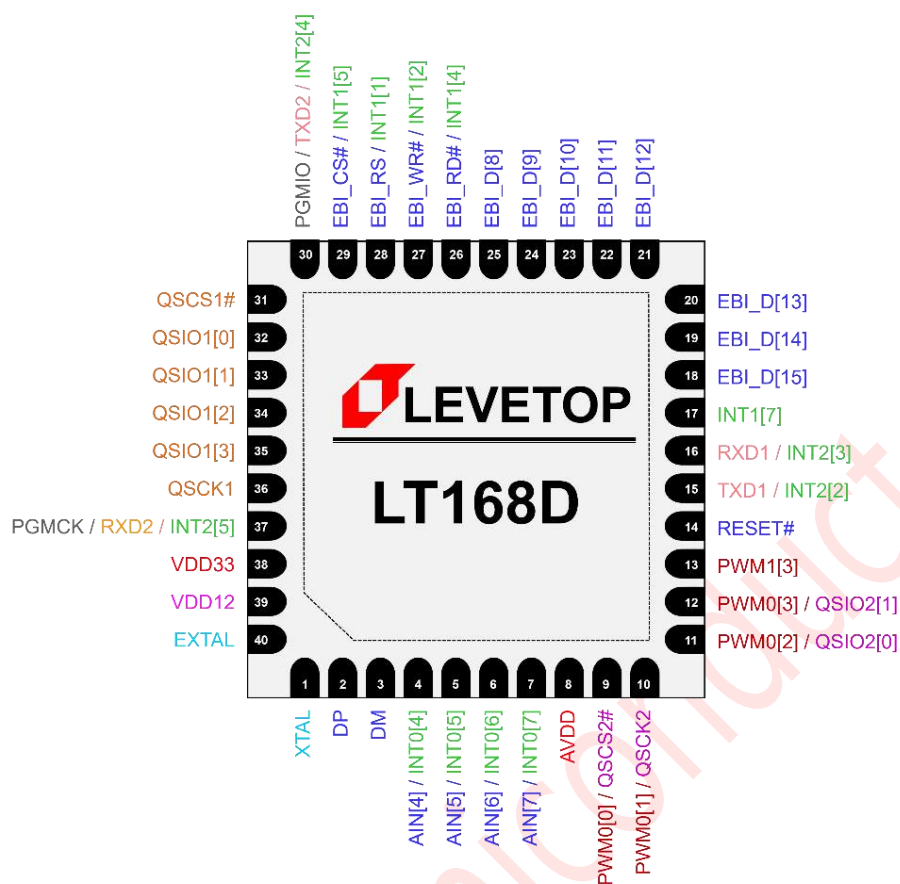 PGMIO / TXD2 / INT2[4]
EBI_CS# / INT1[5]
EBI_RS / INT1[1]
EBI_WR# / INT1[2]
EBI_RD# / INT1[4]
EBI_D[8]
EBI_D[9]
EBI_D[10]
EBI_D[11]
EBI_D[12]
30 29 28 27 26 25 24 23 22 21
QSCS1# 31
QSIO1[0] 32
QSIO1[1] 33
QSIO1[2] 34
QSIO1[3] 35
QSCK1 36
PGMCK / RXD2 / INT2[5] 37
VDD33 38
VDD12 39
EXTAL 40
LEVETOP
LT168D
20 EBI_D[13]
19 EBI_D[14]
18 EBI_D[15]
17 INT1[7]
16 RXD1 / INT2[3]
15 TXD1 / INT2[2]
14 RESET#
13 PWM1[3]
12 PWM0[3] / QSIO2[1]
11 PWM0[2] / QSIO2[0]
1 2 3 4 5 6 7 8 9 10
XTAL
DP
DM
AIN[4] / INT0[4]
AIN[5] / INT0[5]
AIN[6] / INT0[6]
AIN[7] / INT0[7]
AVDD
PWM0[0] / QSCS2#
PWM0[1] / QSCK2